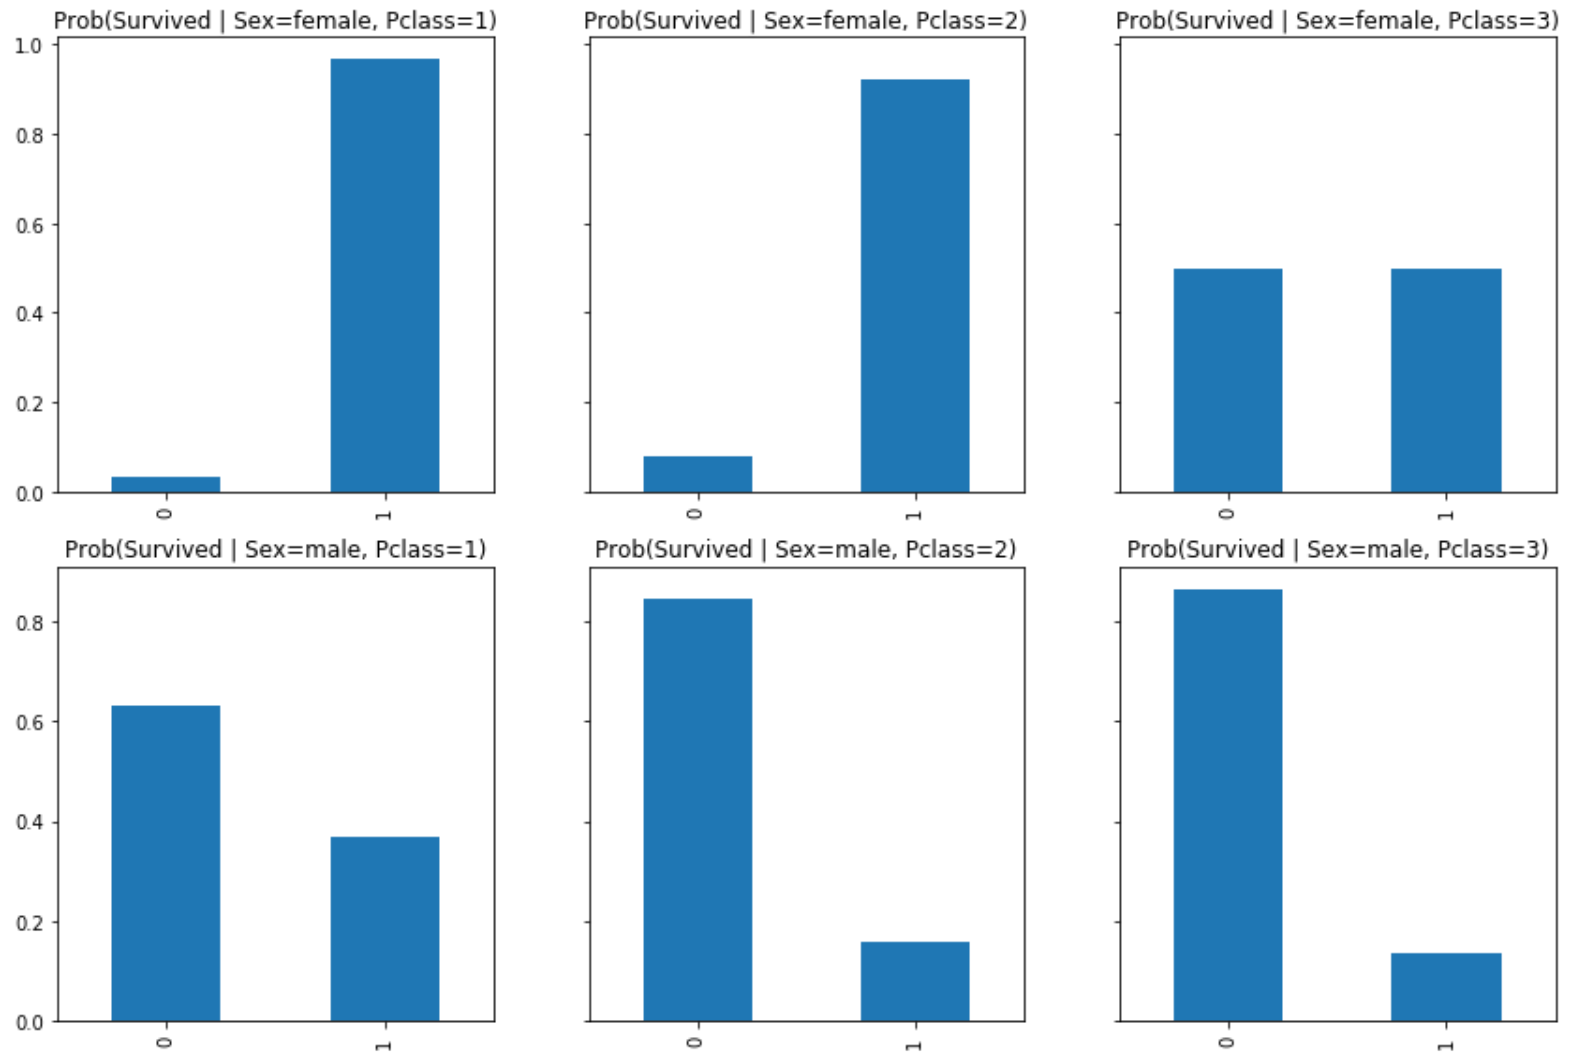 Prob(Survived | Sex=female, Pclass=1) Prob(Survived | Sex=female, Pclass=2) Prob(Survived | Sex=female, Pclass=3)
1.0
0.8
0.6
0.4
0.2
0.0
0 1 0 1 0 1
Prob(Survived | Sex=male, Pclass=1) Prob(Survived | Sex=male, Pclass=2) Prob(Survived | Sex=male, Pclass=3)
0.8
0.6
0.4
0.2
0.0
0 1 0 1 0 1